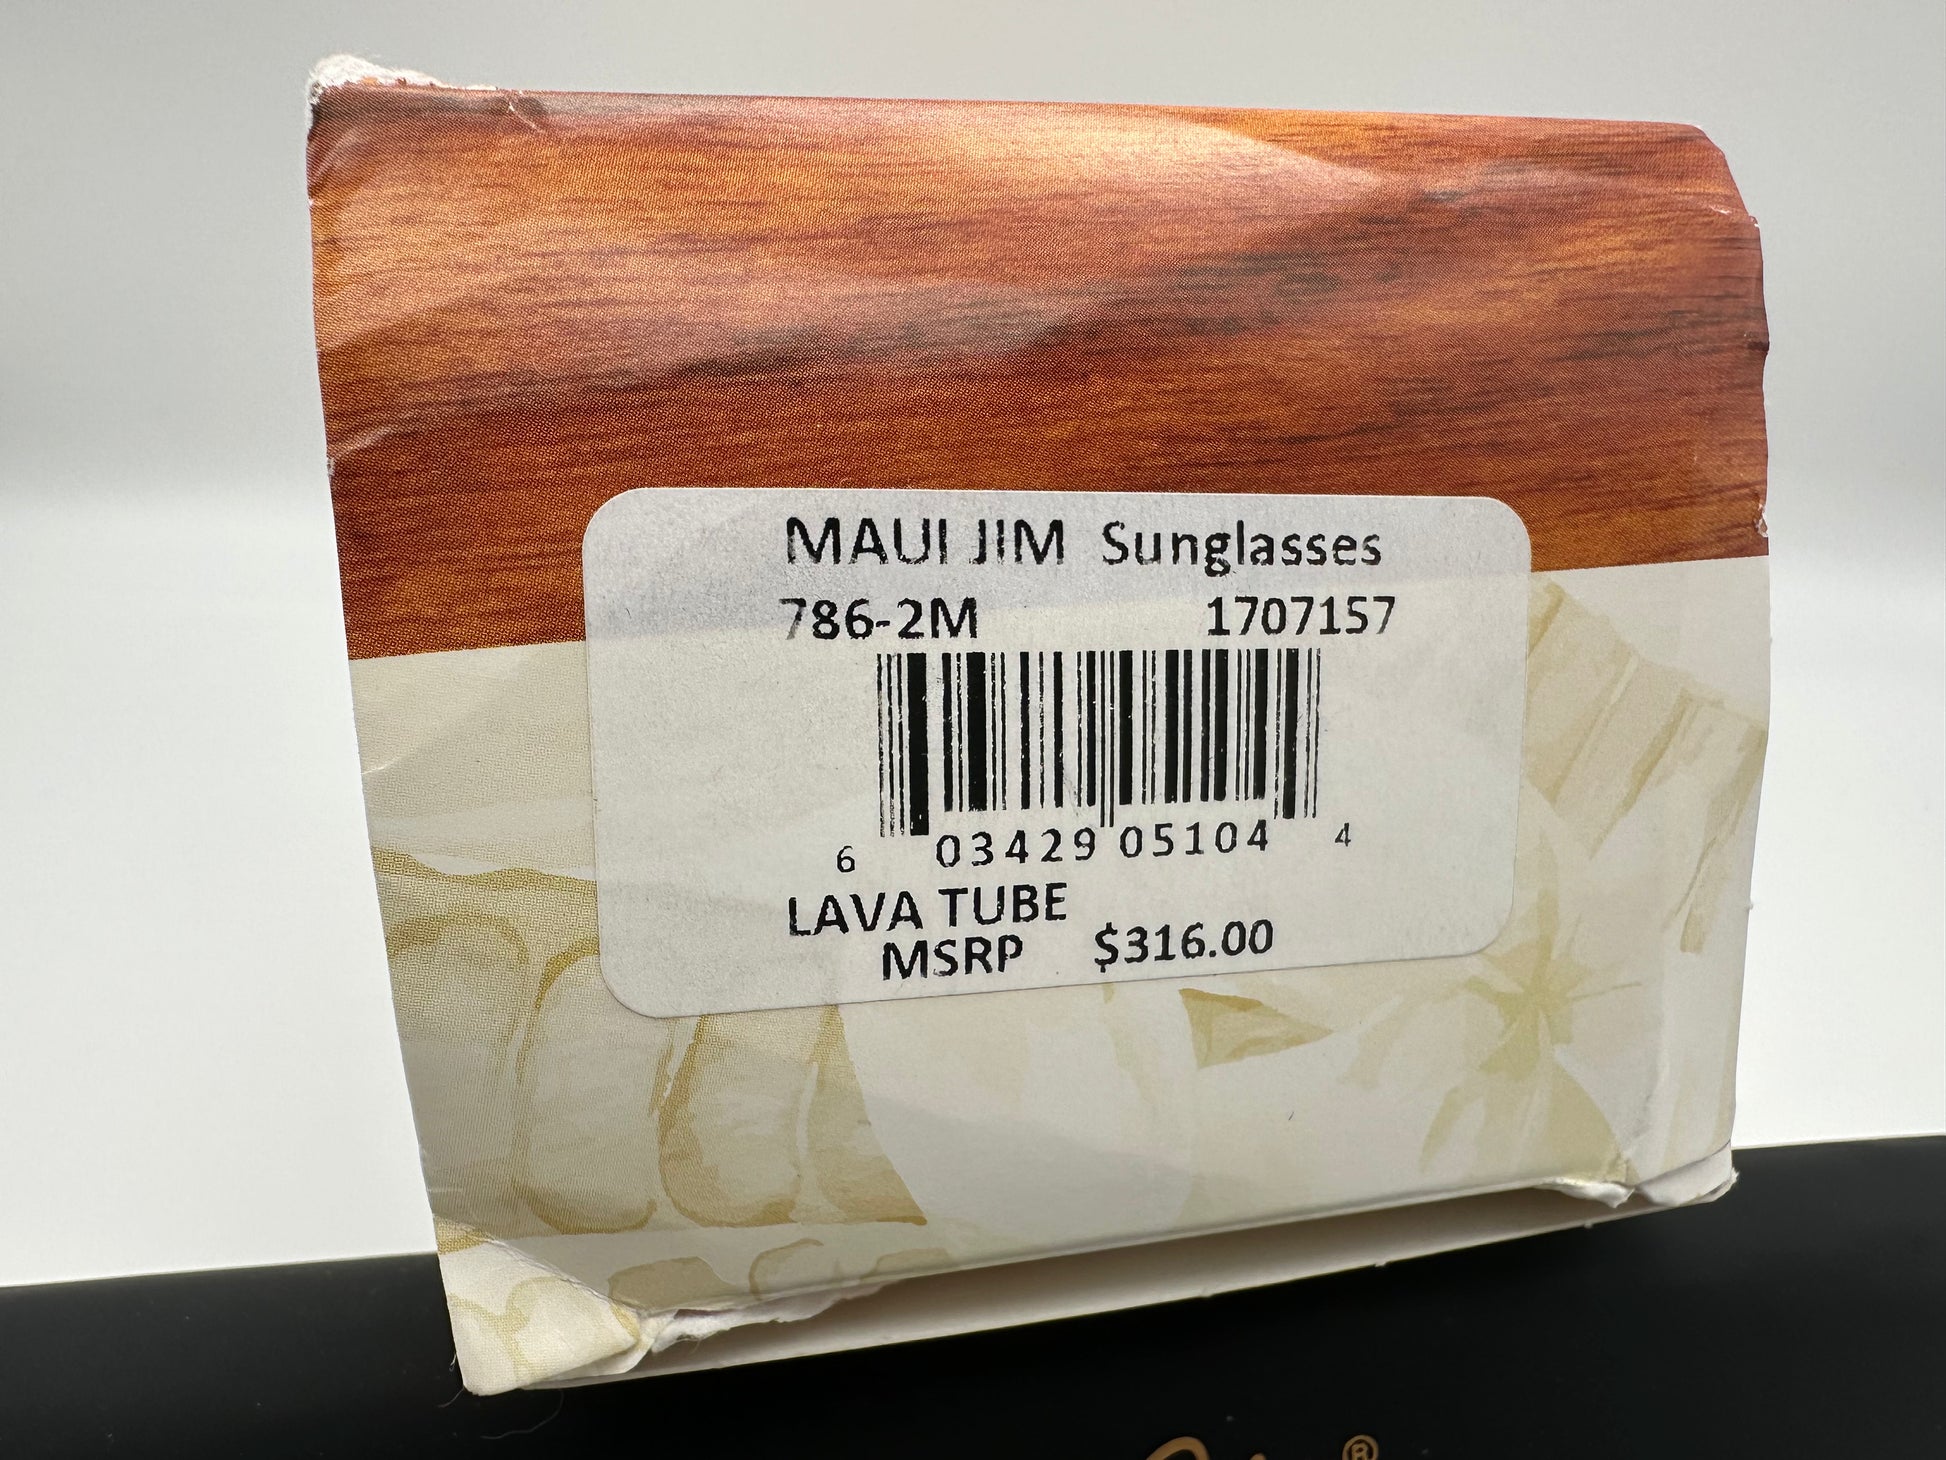 MAUI JIM Sunglasses
786-2M 1707157
6 03429 05104 4
LAVA TUBE
MSRP $316.00
®